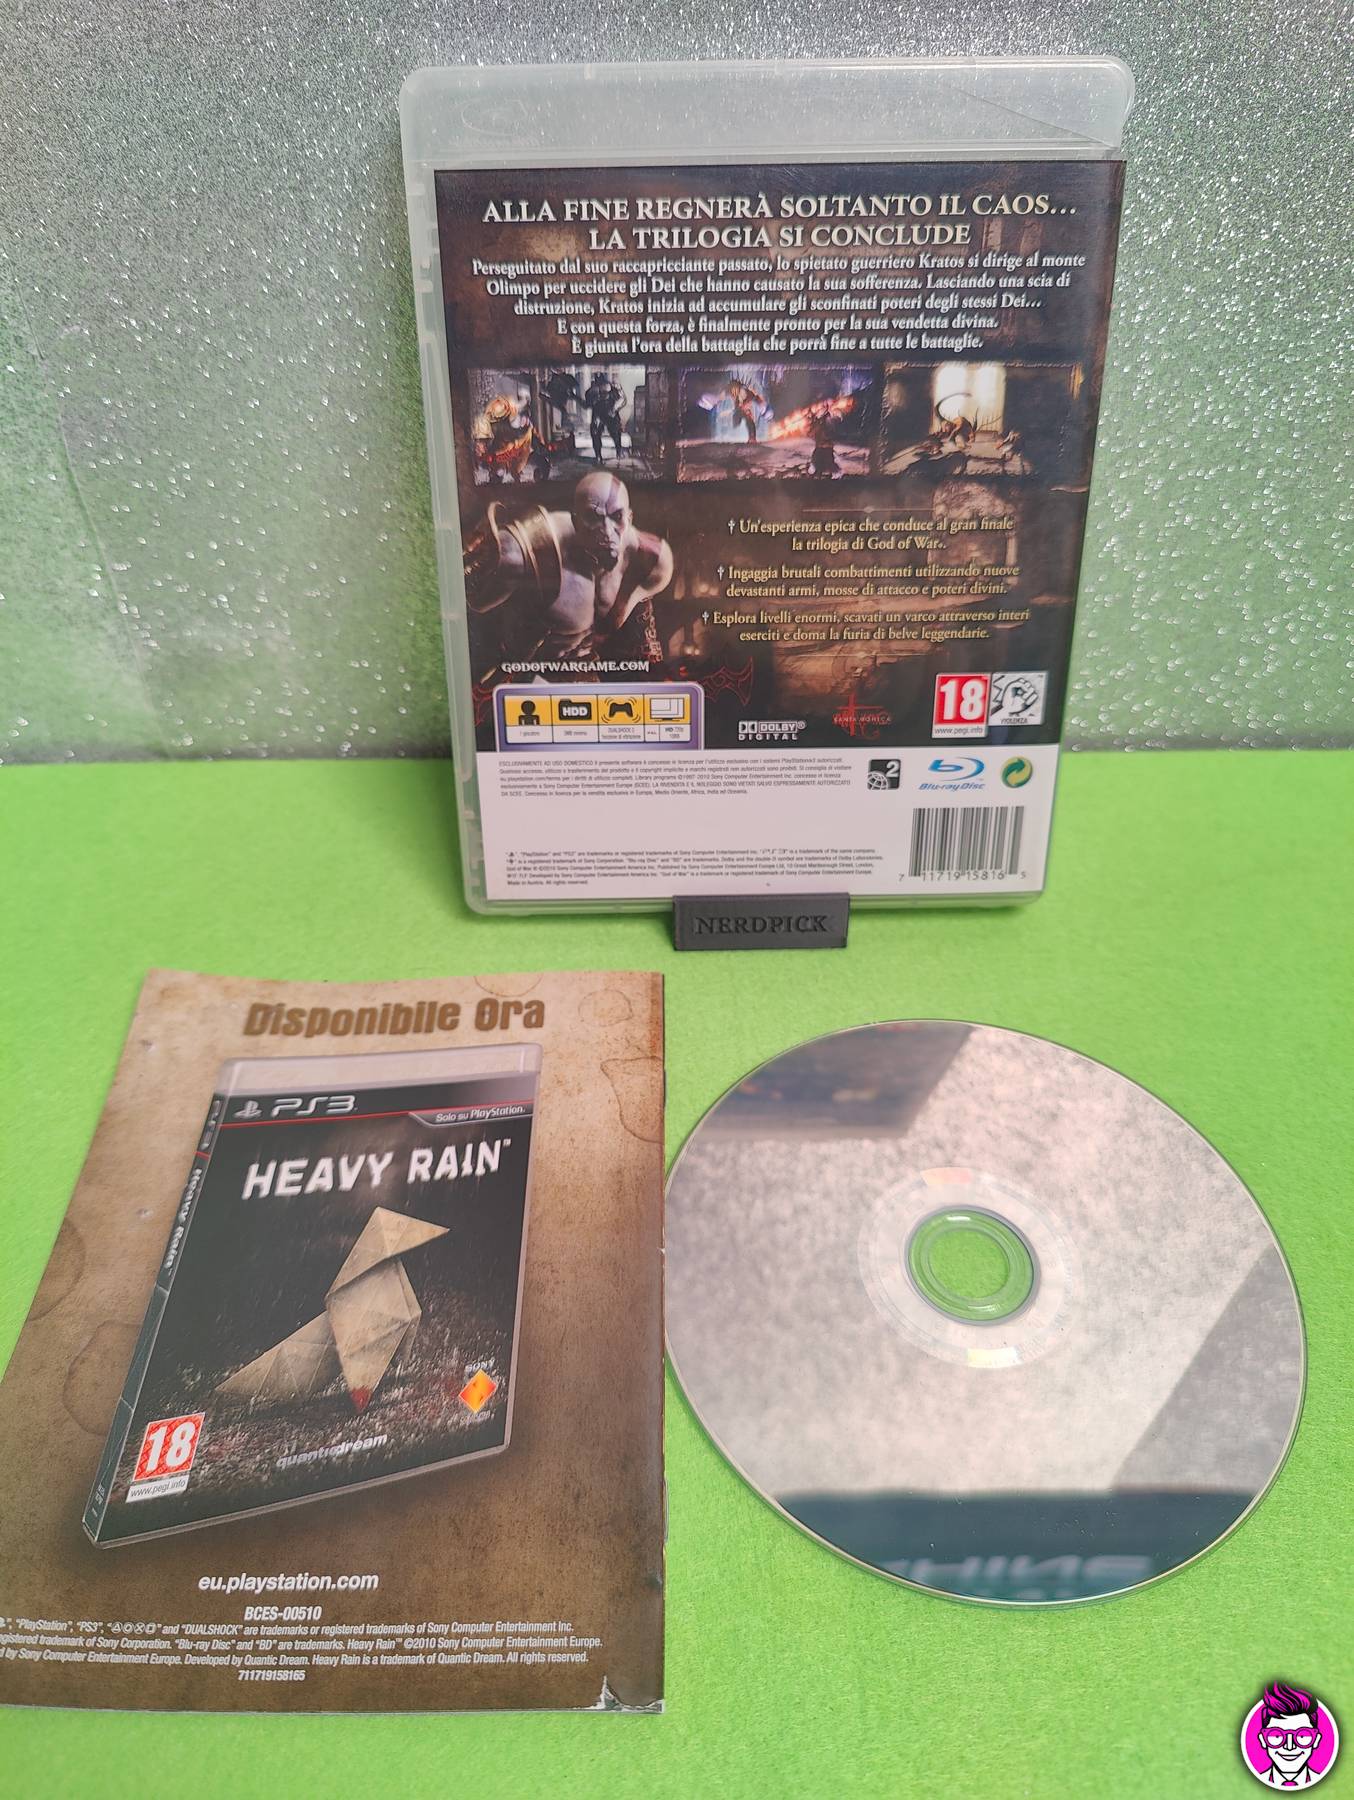 ALLA FINE REGNERÀ SOLTANTO IL CAOS...
LA TRILOGIA SI CONCLUDE
Perseguitato dal suo raccapricciante passato, lo spietato guerriero Kratos si dirige al monte
Olimpo per uccidere gli Dei che hanno causato la sua sofferenza. Lasciando una scia di
distruzione, Kratos inizia ad accumulare gli sconfinati poteri degli stessi Dei...
E con questa forza, è finalmente pronto per la sua vendetta divina.
È giunta l'ora della battaglia che porrà fine a tutte le battaglie.
† Un'esperienza epica che conduce al gran finale
la trilogia di God of War.
† Ingaggia brutali combattimenti utilizzando nuove
devastanti armi, mosse di attacco e poteri divini.
† Esplora livelli enormi, scavati un varco attraverso interi
eserciti e doma la furia di belve leggendarie.
GODOFWARGAME.COM
HDD
DOLBY
DIGITAL
SANTA MONICA
18
www.pegi.info
VIOLENZA
2
Blu-ray Disc
7 11719 15816 5
NERDPICK
Disponibile Ora
PS3
Solo su PlayStation.
HEAVY RAIN™
Heavy Rain
SONY
18
www.pegi.info
quanticdream
eu.playstation.com
BCES-00510
"PlayStation", "PS3", and "DUALSHOCK" are trademarks or registered trademarks of Sony Computer Entertainment Inc.
registered trademark of Sony Corporation. "Blu-ray Disc" and "BD" are trademarks. Heavy Rain™ ©2010 Sony Computer Entertainment Europe.
by Sony Computer Entertainment Europe. Developed by Quantic Dream. Heavy Rain is a trademark of Quantic Dream. All rights reserved.
711719158165